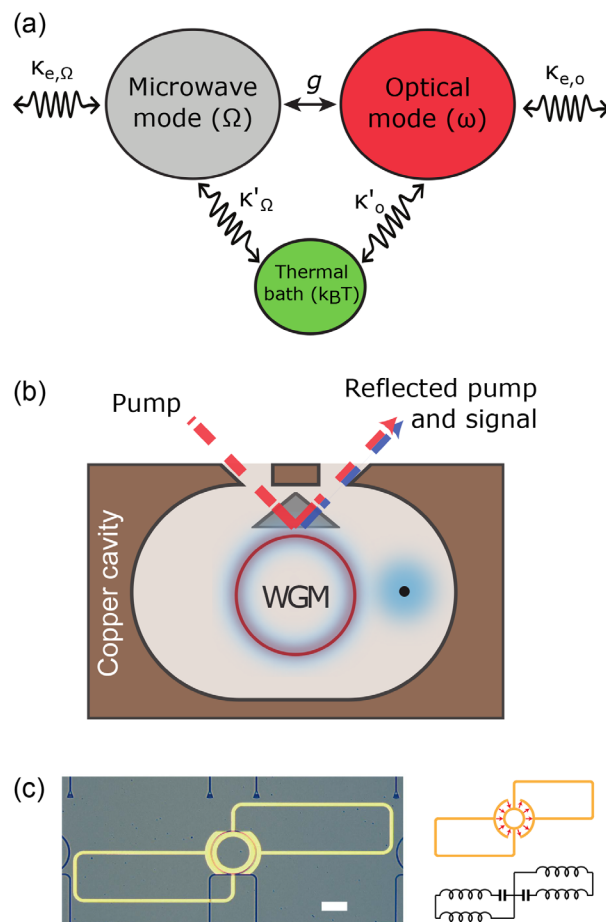 (a)
κe,Ω
Microwave
mode (Ω)
g
Optical
mode (ω)
κe,o
κ'Ω
κ'o
Thermal
bath (kBT)
(b)
Pump
Reflected pump
and signal
Copper cavity
WGM
(c)